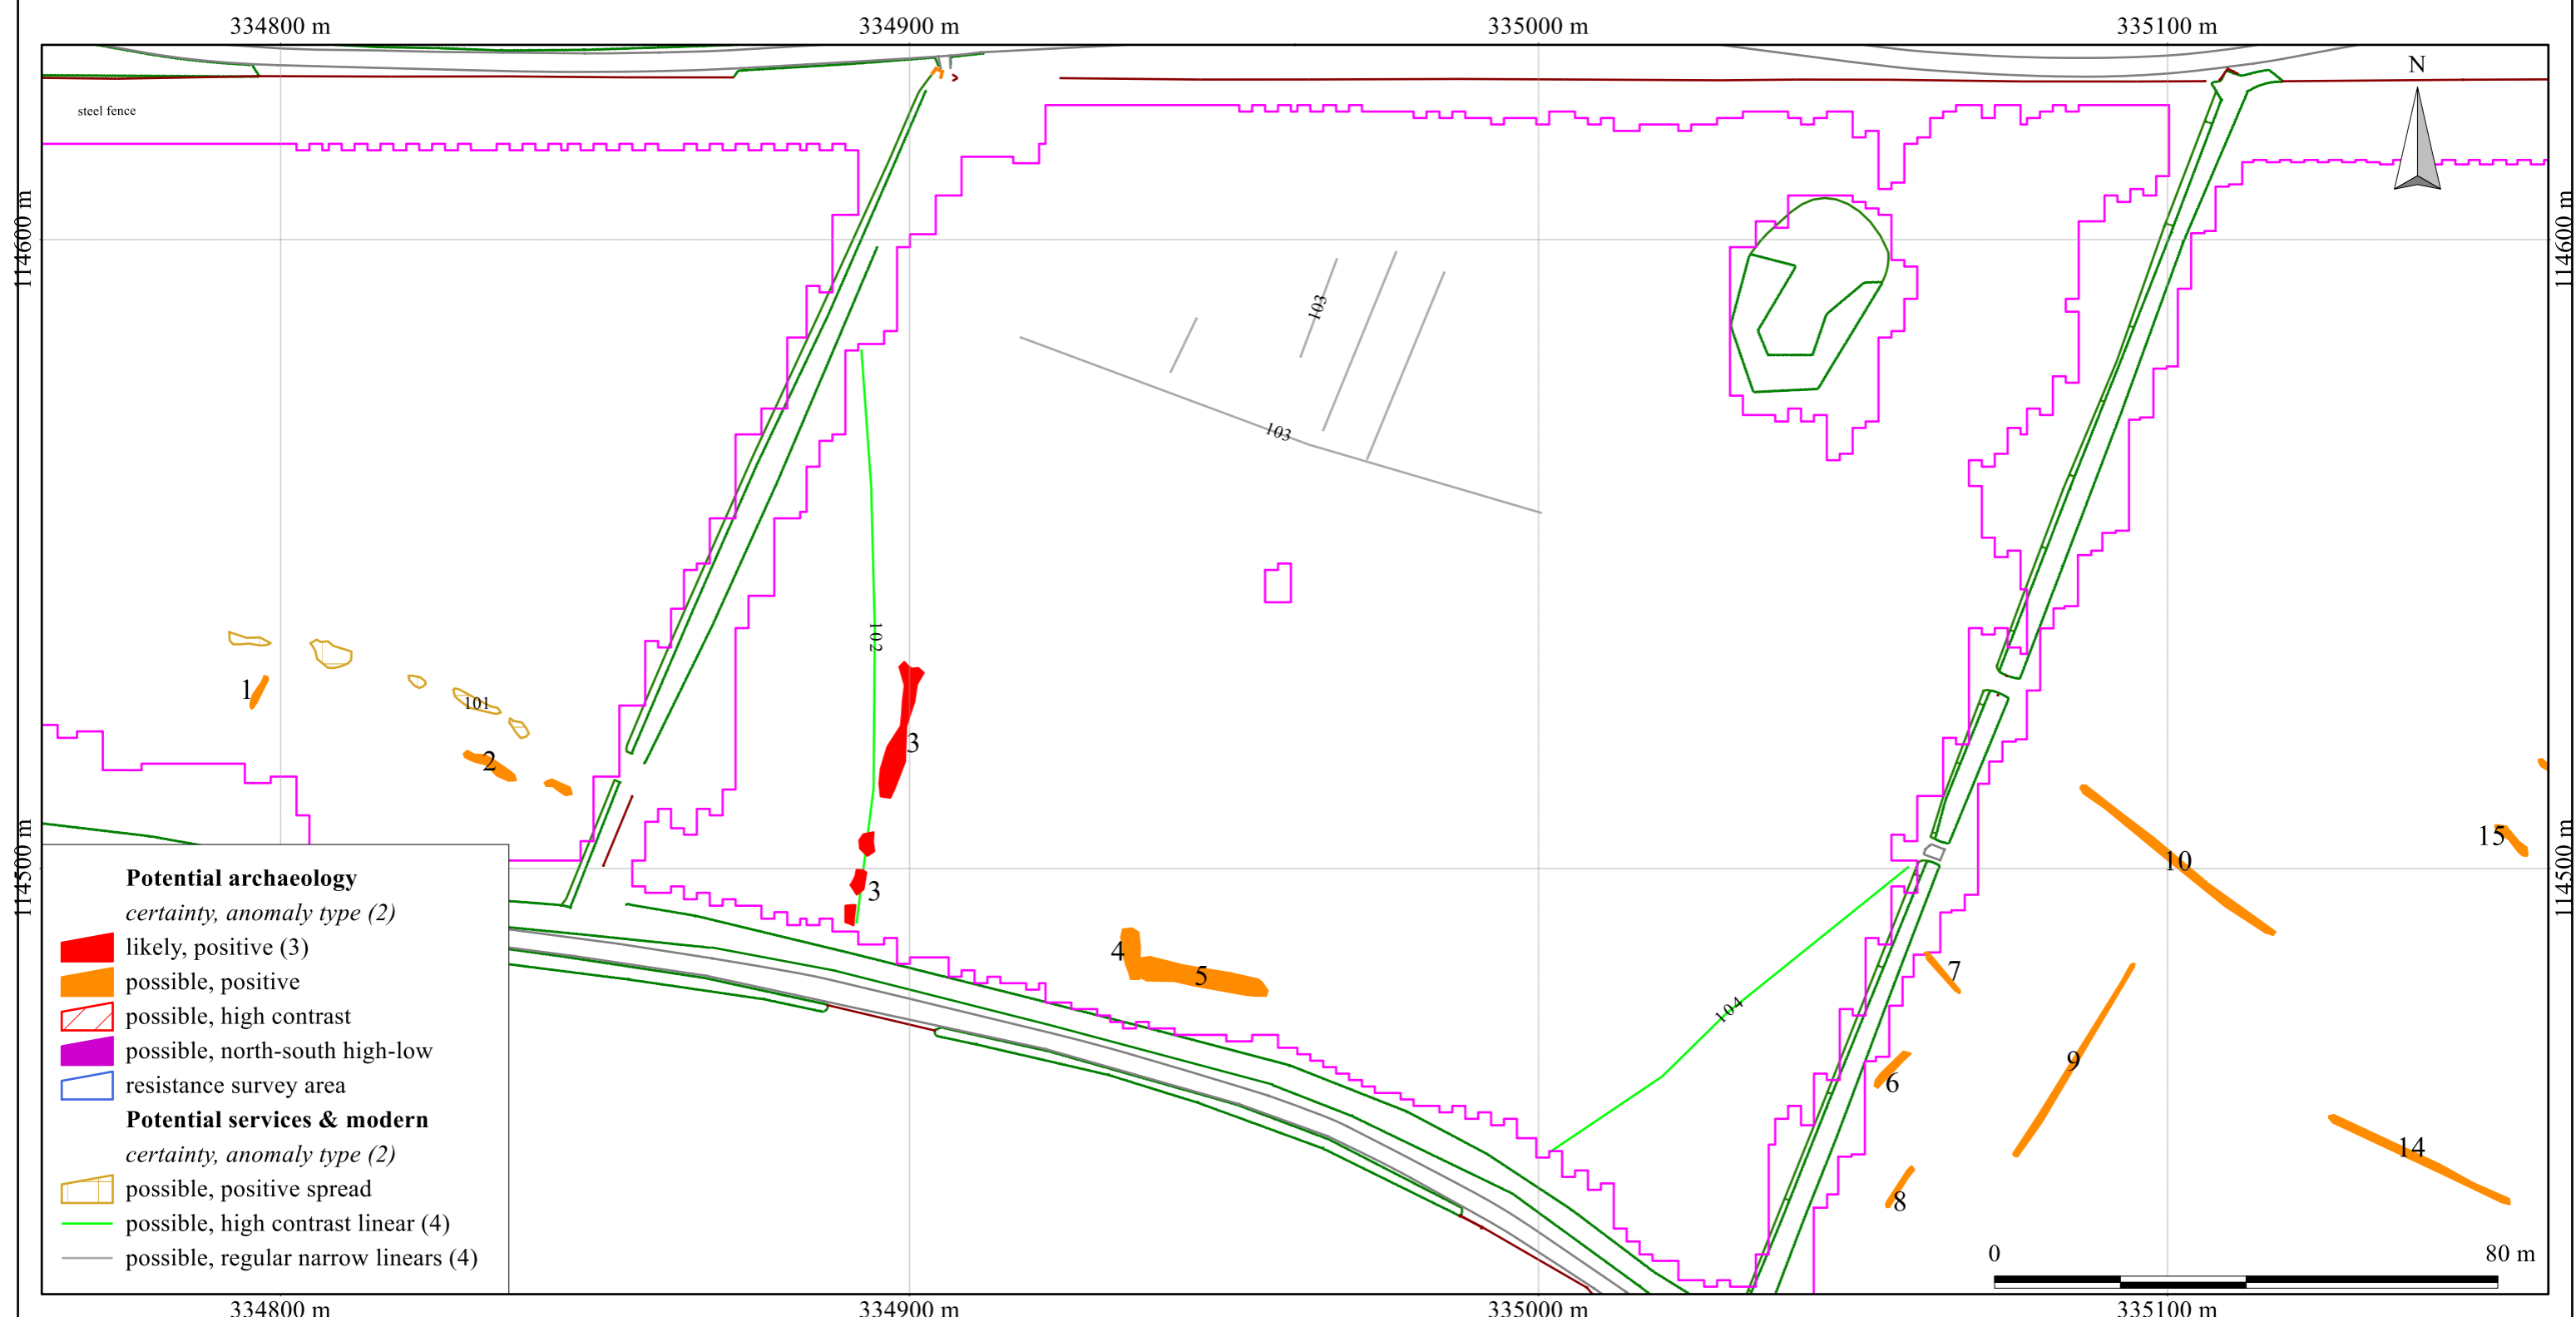 334800 m 334900 m 335000 m 335100 m
N
steel fence
114600 m 114600 m
103
103
102
1
101
3
2
15
10
114500 m 114500 m
3
4
5
7
104
9
6
14
8
Potential archaeology
certainty, anomaly type (2)
likely, positive (3)
possible, positive
possible, high contrast
possible, north-south high-low
resistance survey area
Potential services & modern
certainty, anomaly type (2)
possible, positive spread
possible, high contrast linear (4)
possible, regular narrow linears (4)
0 80 m
334800 m 334900 m 335000 m 335100 m